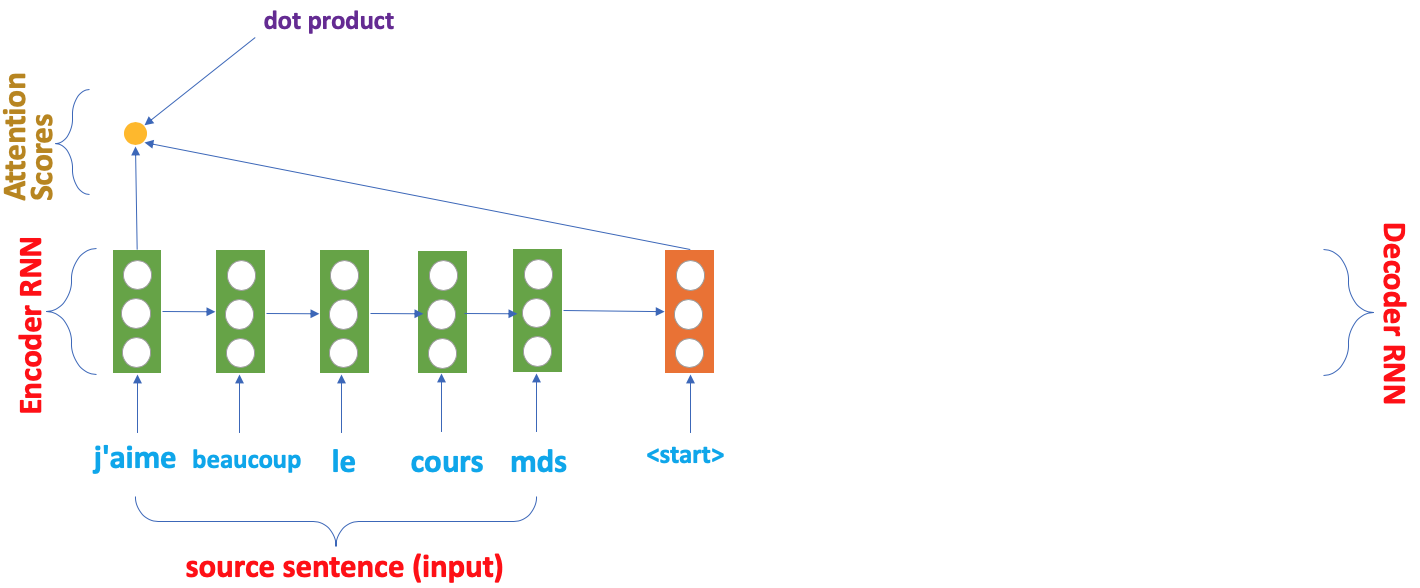 dot product
Attention
Scores
Encoder RNN
Decoder RNN
j'aime beaucoup le cours mds <start>
source sentence (input)